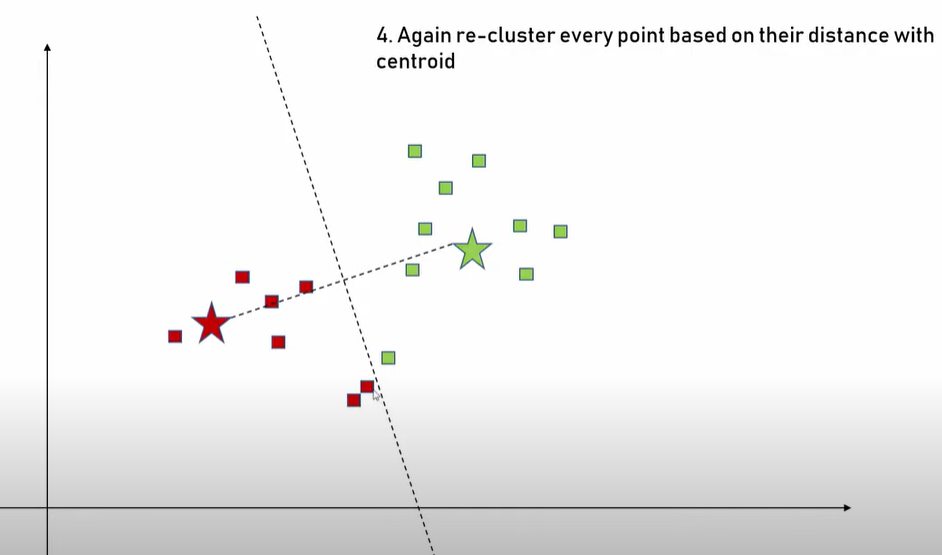 4. Again re-cluster every point based on their distance with
centroid